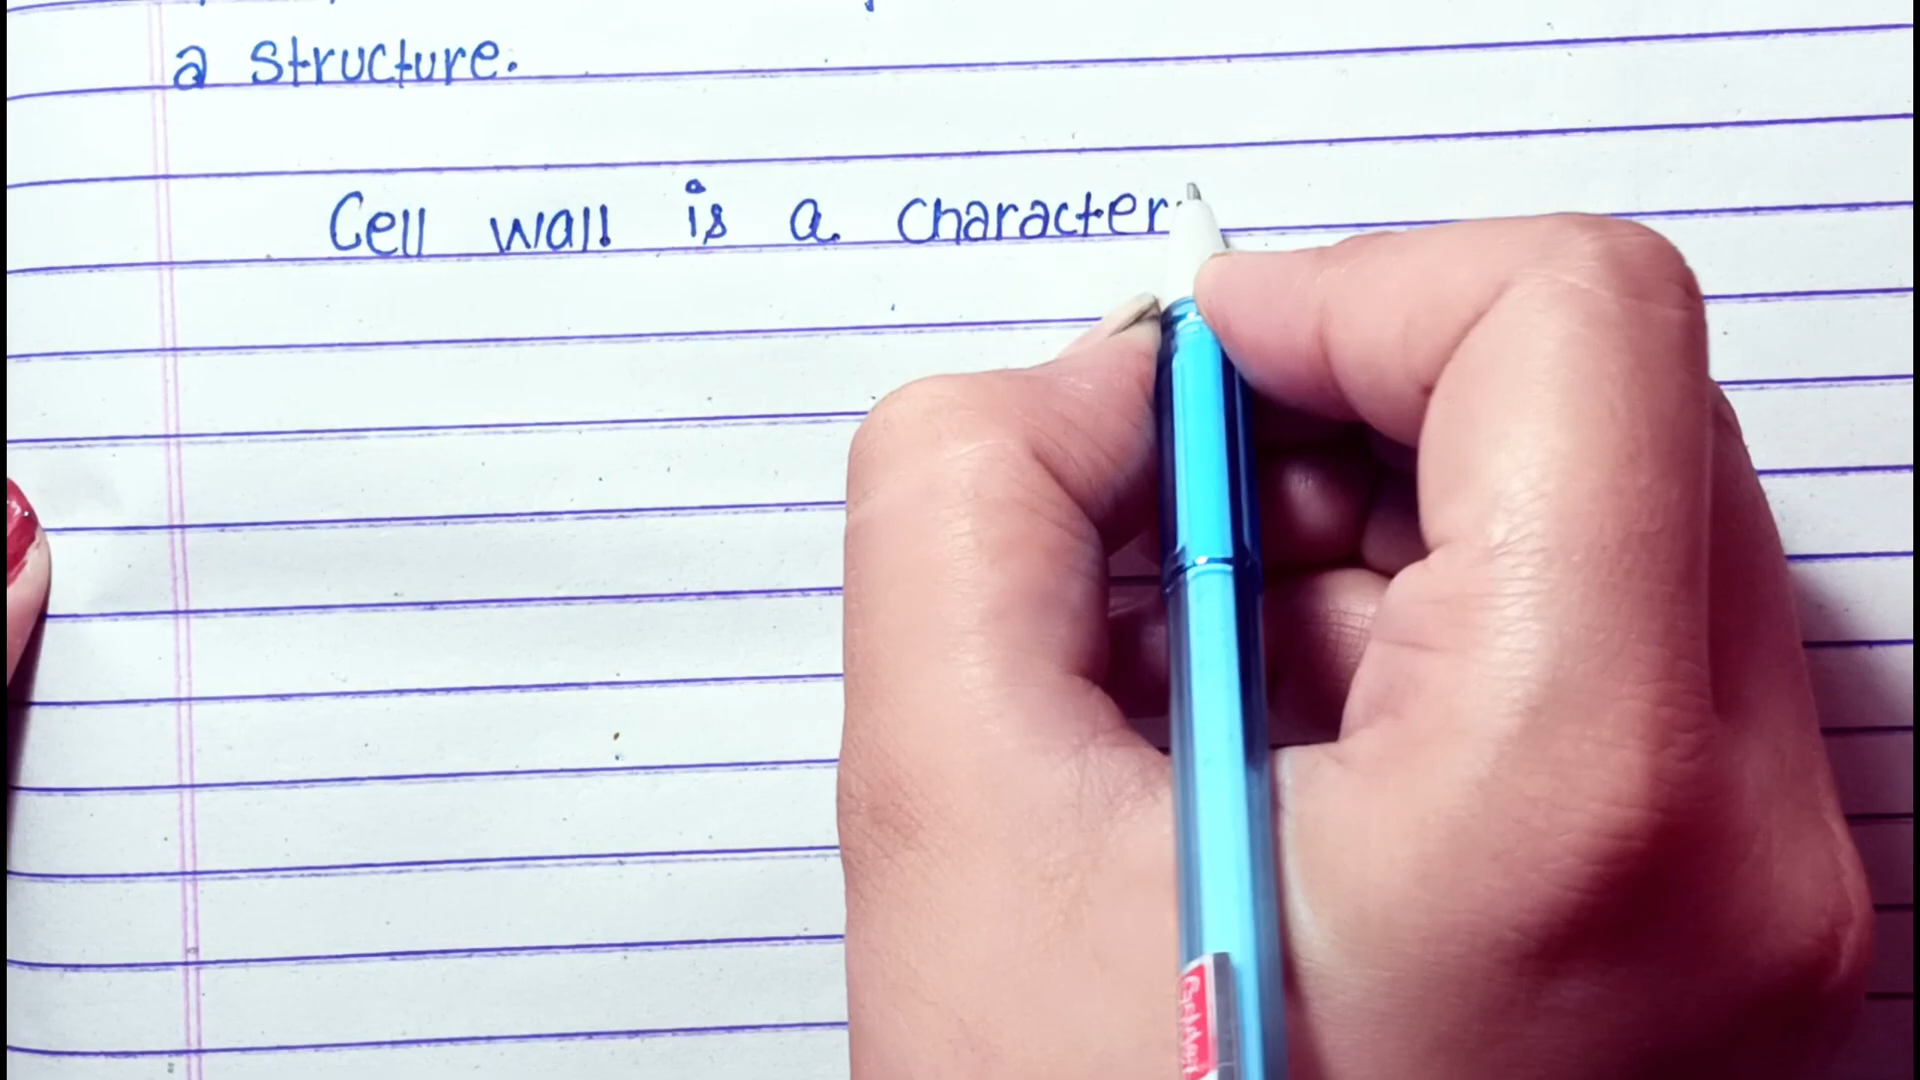 a structure.
Cell wall is a character